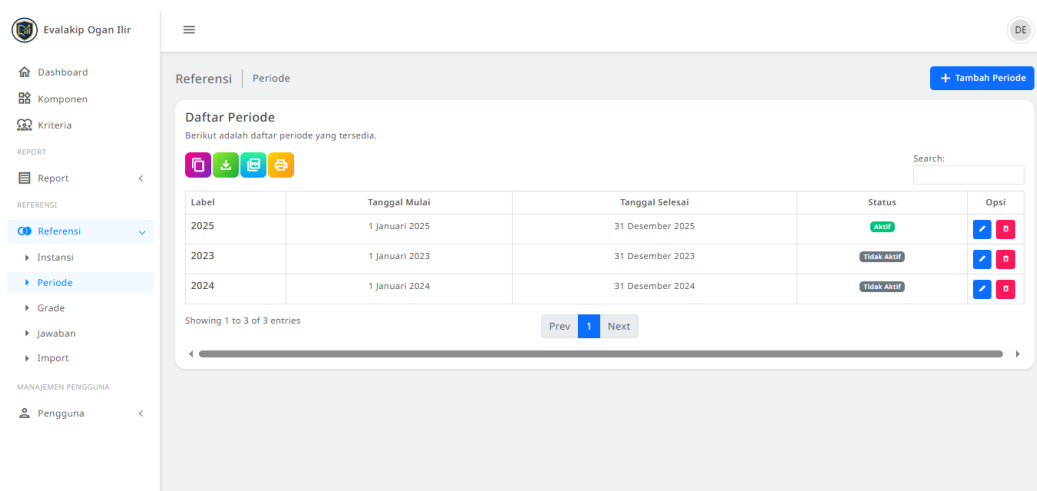 Evalakip Ogan Ilir
DE
Dashboard
Komponen
Kriteria
REPORT
Report
REFERENSI
Referensi
Instansi
Periode
Grade
Jawaban
Import
MANAJEMEN PENGGUNA
Pengguna
Referensi | Periode
+ Tambah Periode
Daftar Periode
Berikut adalah daftar periode yang tersedia.
Search:
Label Tanggal Mulai Tanggal Selesai Status Opsi
2025 1 Januari 2025 31 Desember 2025 Aktif
2023 1 Januari 2023 31 Desember 2023 Tidak Aktif
2024 1 Januari 2024 31 Desember 2024 Tidak Aktif
Showing 1 to 3 of 3 entries
Prev 1 Next